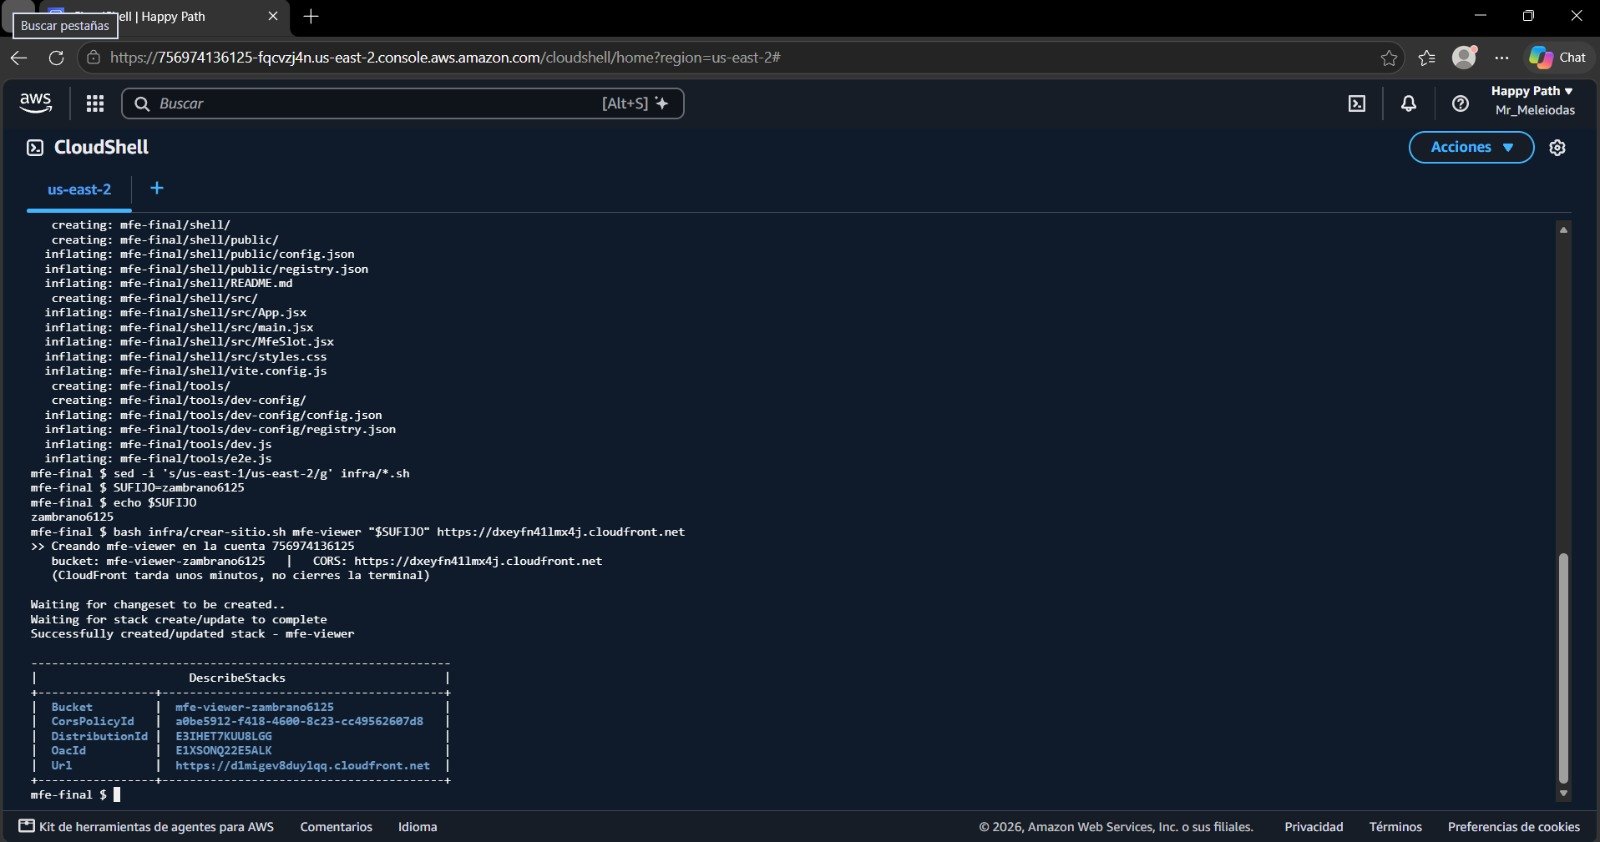 Buscar pestañas
Shell | Happy Path
https://756974136125-fqcvzj4n.us-east-2.console.aws.amazon.com/cloudshell/home?region=us-east-2#
Chat
aws
Buscar
[Alt+S]
Happy Path
Mr_Meleiodas
CloudShell
Acciones
us-east-2
creating: mfe-final/shell/
creating: mfe-final/shell/public/
inflating: mfe-final/shell/public/config.json
inflating: mfe-final/shell/public/registry.json
inflating: mfe-final/shell/README.md
creating: mfe-final/shell/src/
inflating: mfe-final/shell/src/App.jsx
inflating: mfe-final/shell/src/main.jsx
inflating: mfe-final/shell/src/MfeSlot.jsx
inflating: mfe-final/shell/src/styles.css
inflating: mfe-final/shell/vite.config.js
creating: mfe-final/tools/
creating: mfe-final/tools/dev-config/
inflating: mfe-final/tools/dev-config/config.json
inflating: mfe-final/tools/dev-config/registry.json
inflating: mfe-final/tools/dev.js
inflating: mfe-final/tools/e2e.js
mfe-final $ sed -i 's/us-east-1/us-east-2/g' infra/*.sh
mfe-final $ SUFIJO=zambrano6125
mfe-final $ echo $SUFIJO
zambrano6125
mfe-final $ bash infra/crear-sitio.sh mfe-viewer "$SUFIJO" https://dxeyfn41lmx4j.cloudfront.net
>> Creando mfe-viewer en la cuenta 756974136125
bucket: mfe-viewer-zambrano6125 | CORS: https://dxeyfn41lmx4j.cloudfront.net
(CloudFront tarda unos minutos, no cierres la terminal)
Waiting for changeset to be created..
Waiting for stack create/update to complete
Successfully created/updated stack - mfe-viewer
-------------------------------------------------------------
| DescribeStacks |
+-----------------+-----------------------------------------+
| Bucket | mfe-viewer-zambrano6125 |
| CorsPolicyId | a0be5912-f418-4600-8c23-cc49562607d8 |
| DistributionId | E3IHET7KUU8LGG |
| OacId | E1XSONQ22E5ALK |
| Url | https://d1migev8duylqq.cloudfront.net |
+-----------------+-----------------------------------------+
mfe-final $
Kit de herramientas de agentes para AWS Comentarios Idioma © 2026, Amazon Web Services, Inc. o sus filiales. Privacidad Términos Preferencias de cookies